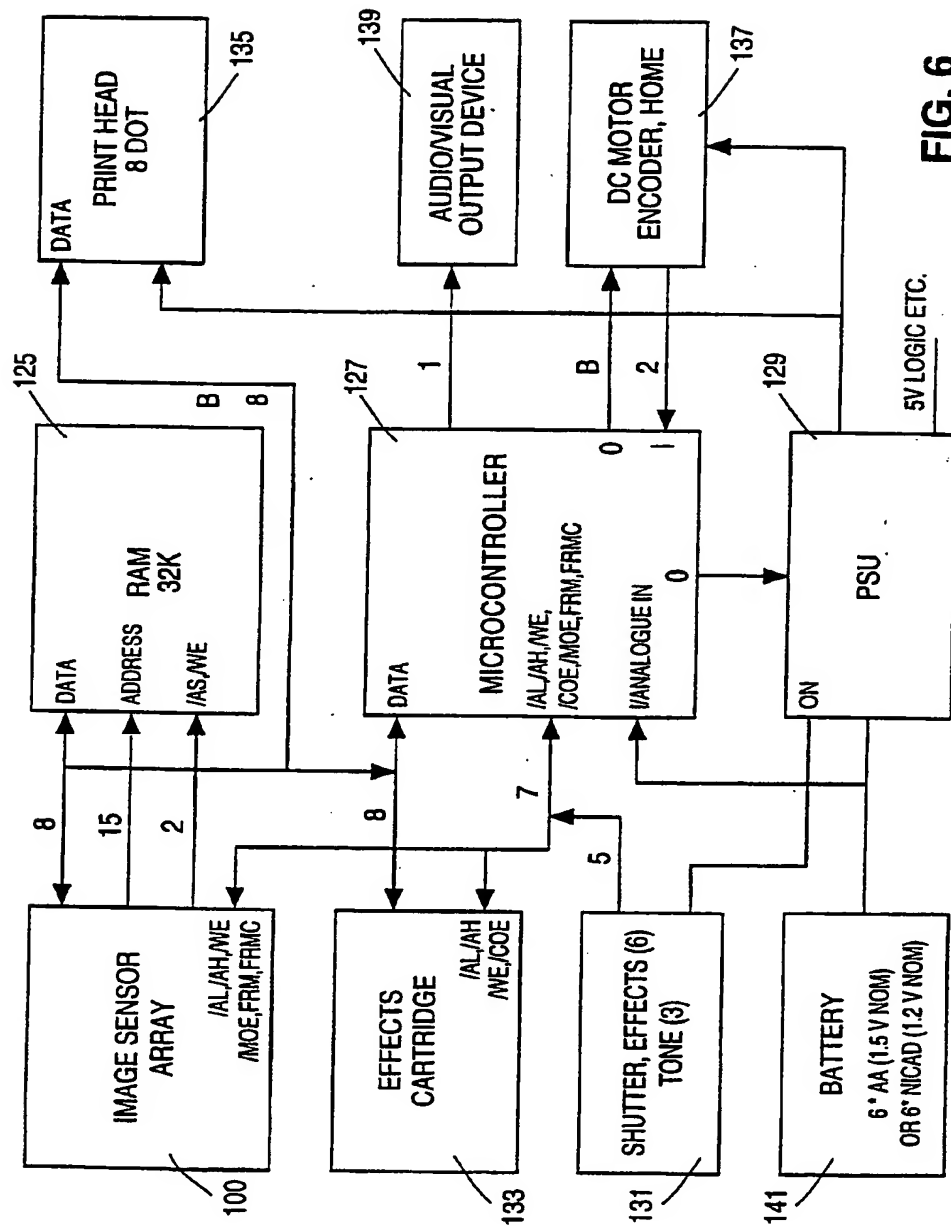 IMAGE SENSOR
ARRAY
/AL,/AH,/WE
/MOE,FRM,FRMC
100
8
15
2
DATA
ADDRESS
/AS,/WE
RAM
32K
125
B
8
DATA
PRINT HEAD
8 DOT
135
EFFECTS
CARTRIDGE
/AL,/AH
/WE,/COE
133
8
7
5
DATA
MICROCONTROLLER
/AL,/AH,/WE,
/COE,/MOE,FRM,FRMC
I/ANALOGUE IN
0
I
0
127
1
B
2
AUDIO/VISUAL
OUTPUT DEVICE
139
DC MOTOR
ENCODER, HOME
137
SHUTTER, EFFECTS (6)
TONE (3)
131
BATTERY
6 * AA (1.5 V NOM)
OR 6* NICAD (1.2 V NOM)
141
ON
PSU
129
5V LOGIC ETC.
FIG. 6